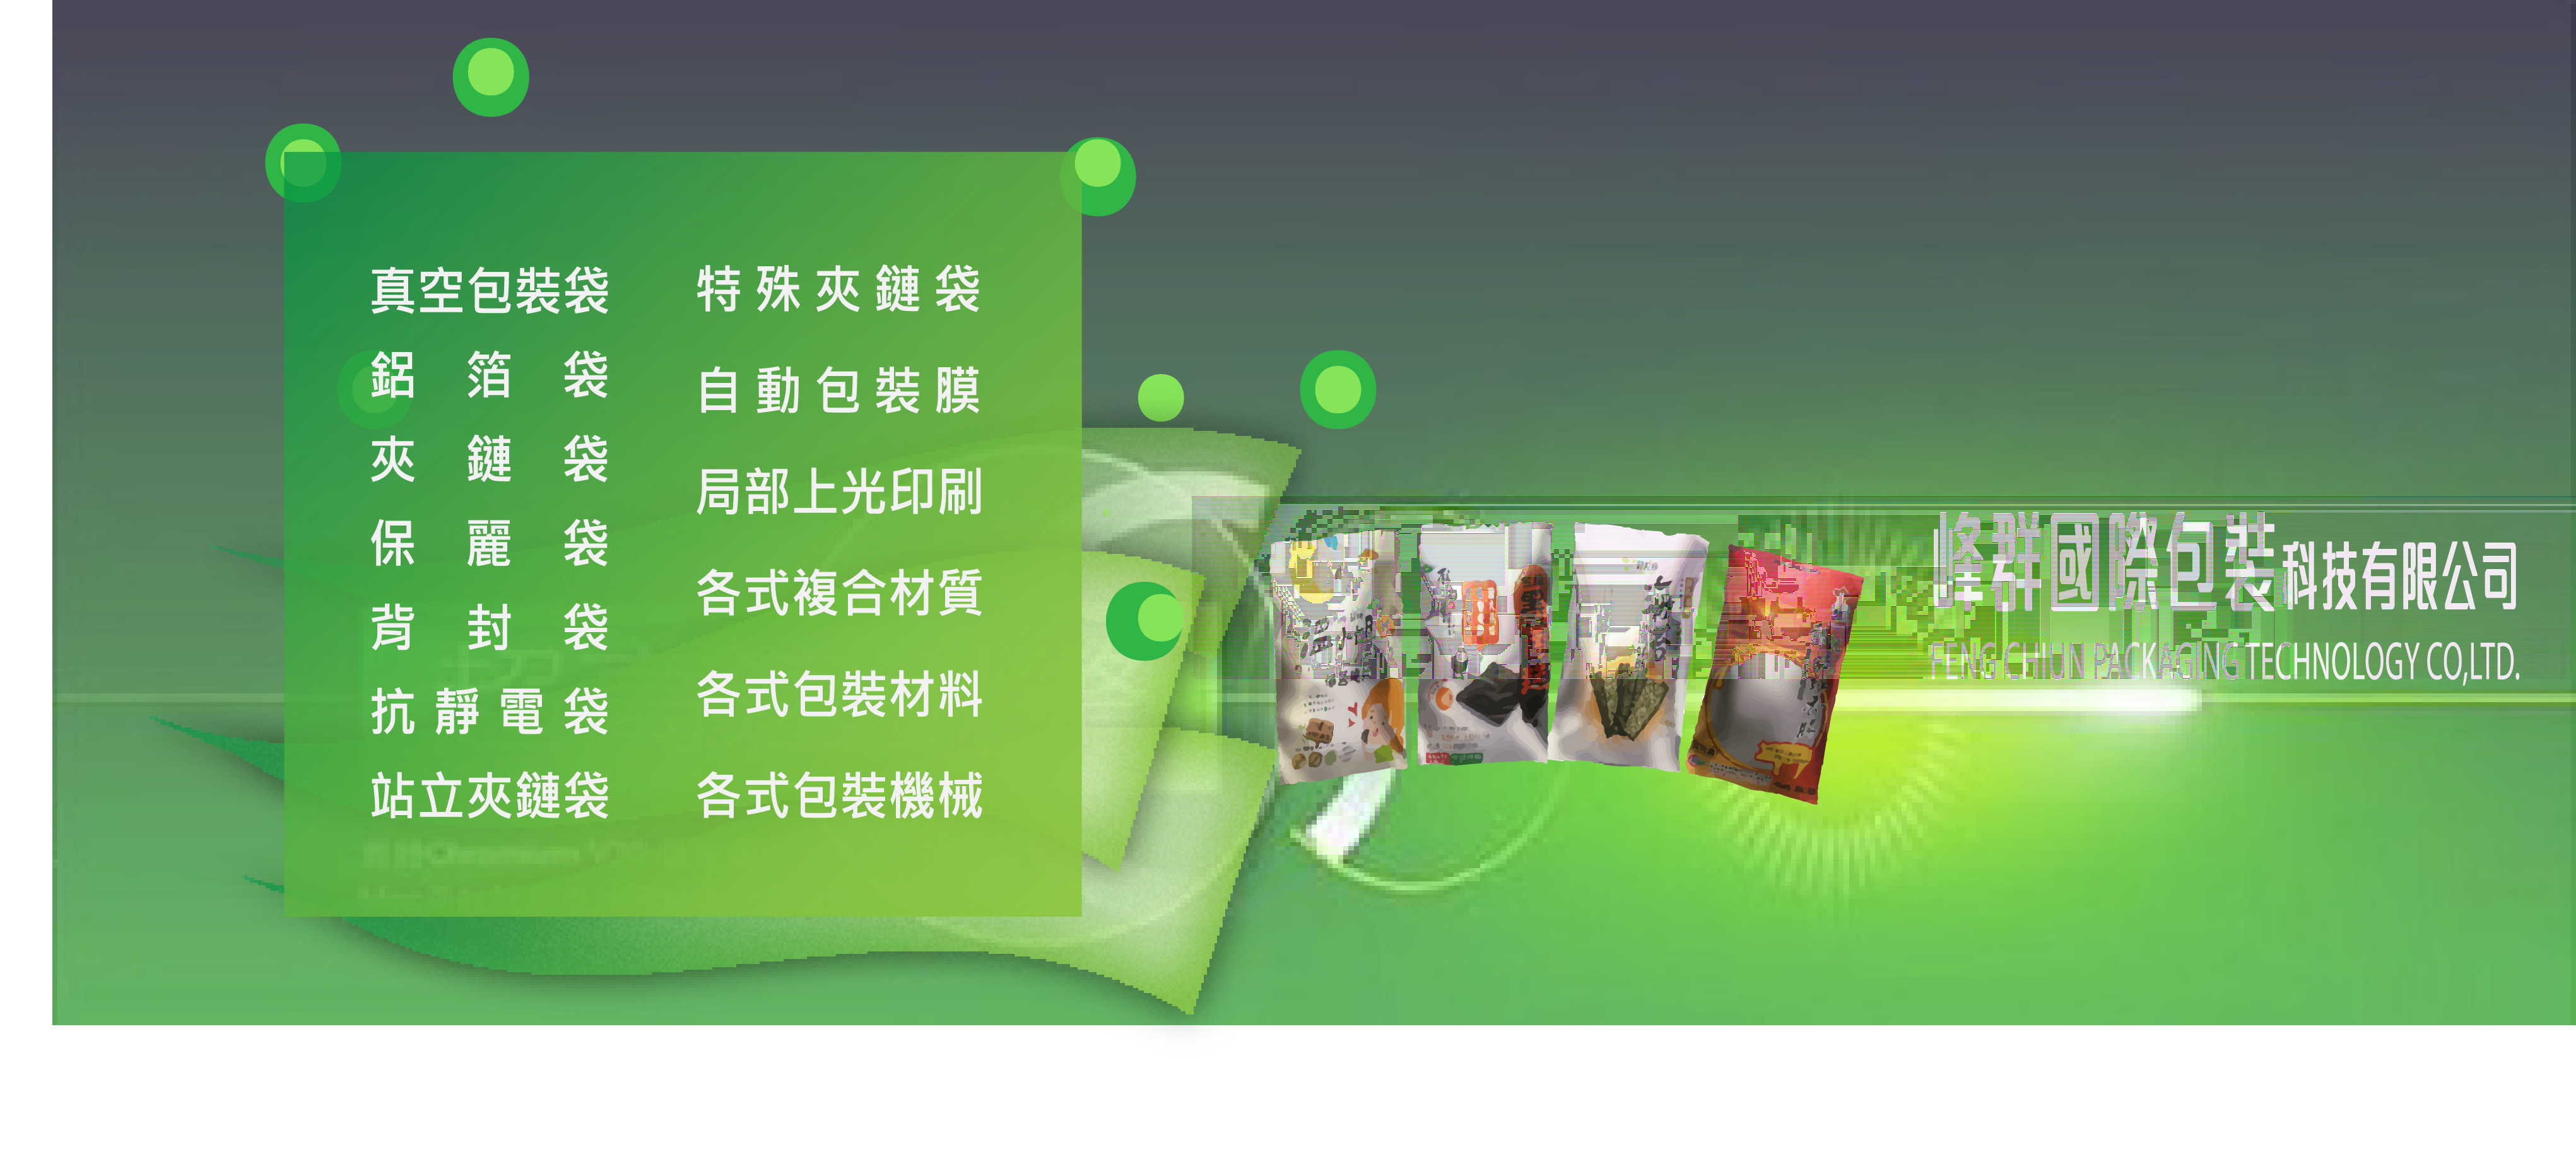 真空包裝袋
鋁箔袋
夾鏈袋
保麗袋
背封袋
抗靜電袋
站立夾鏈袋
特殊夾鏈袋
自動包裝膜
局部上光印刷
各式複合材質
各式包裝材料
各式包裝機械
海苔
峰群國際包裝科技有限公司
FENG CHIUN PACKAGING TECHNOLOGY CO,LTD.